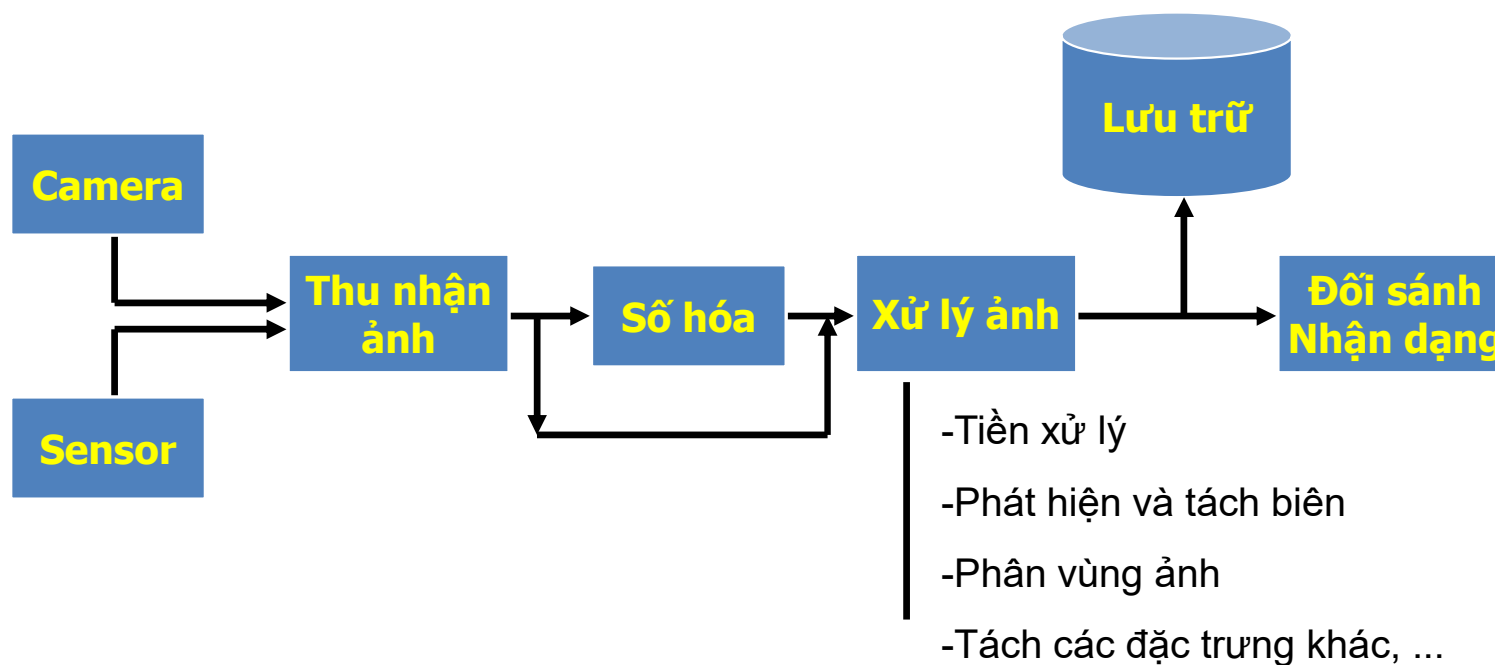 Lưu trữ
Camera
Thu nhận
ảnh
Số hóa
Xử lý ảnh
Đối sánh
Nhận dạng
Sensor
-Tiền xử lý
-Phát hiện và tách biên
-Phân vùng ảnh
-Tách các đặc trưng khác, ...